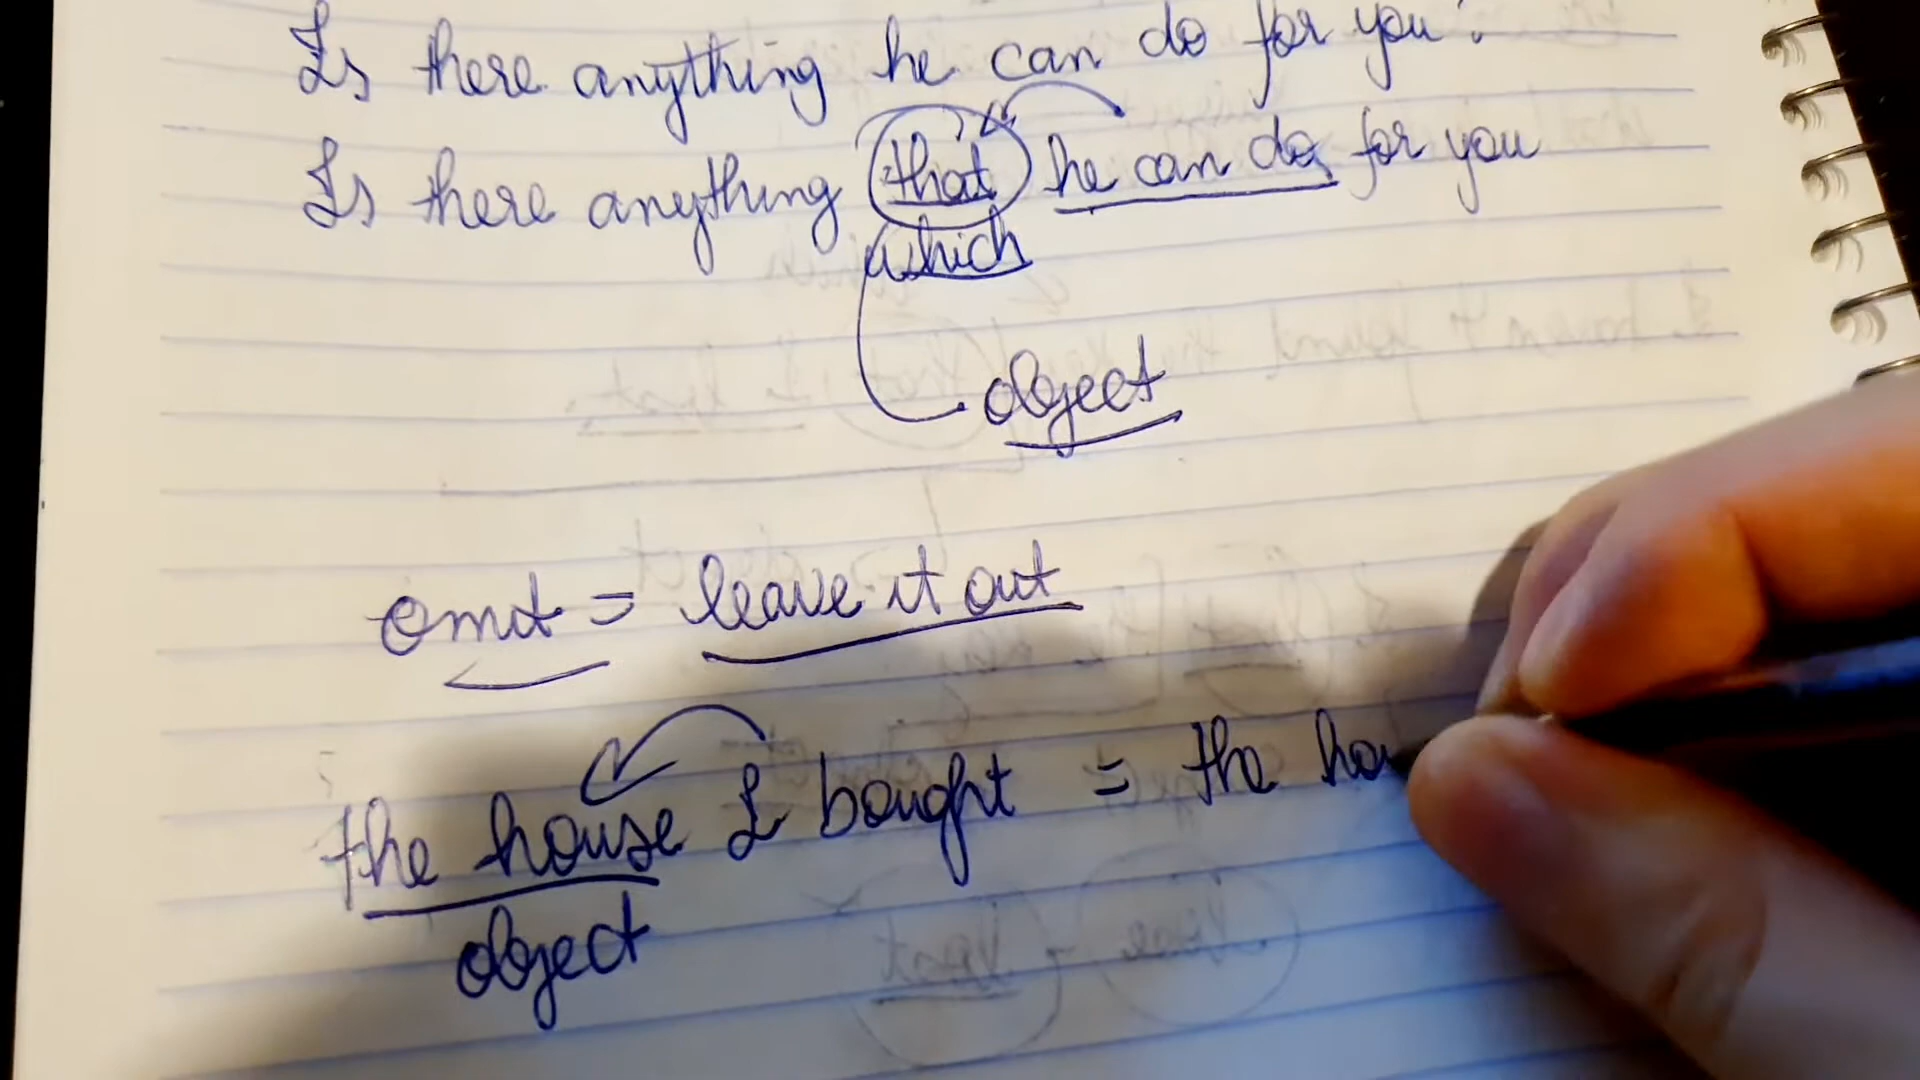 Is there anything he can do for you?
Is there anything that he can do for you
which
object
omit = leave it out
the house I bought = the hou
object